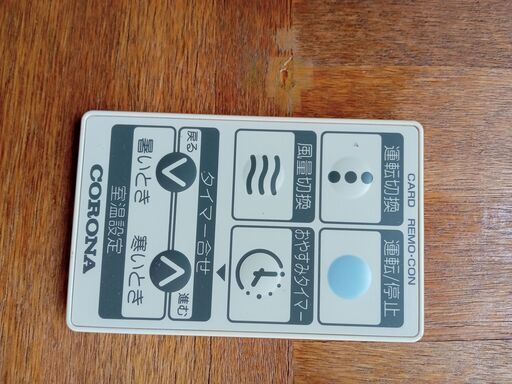 CARD REMO-CON
運転切換
運転/停止
風量切換
おやすみタイマー
タイマー合せ
戻る
進む
暑いとき
寒いとき
室温設定
CORONA